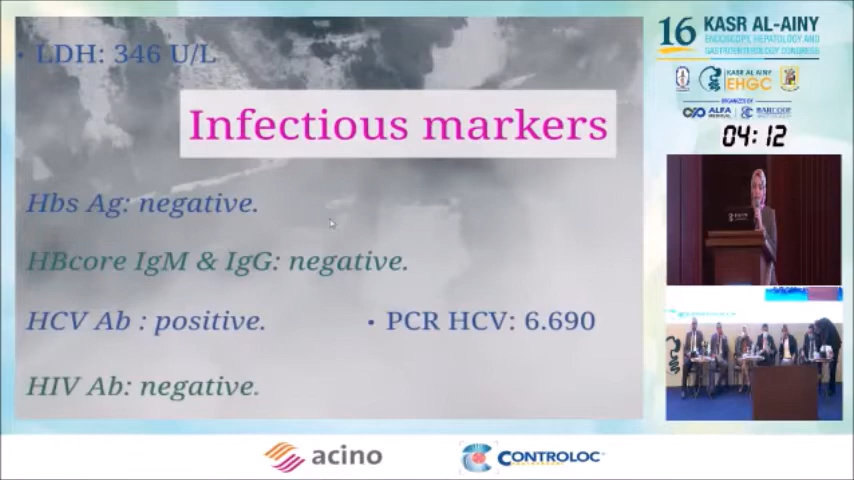 • LDH: 346 U/L
Infectious markers
Hbs Ag: negative.
HBcore IgM & IgG: negative.
HCV Ab : positive.
• PCR HCV: 6.690
HIV Ab: negative.
16 KASR AL-AINY
ENDOSCOPY, HEPATOLOGY AND
GASTROENTEROLOGY CONGRESS
KASR AL AINY
EHGC
ORGANIZED BY
ALFA
BARCODE
04:12
acino
CONTROLOC